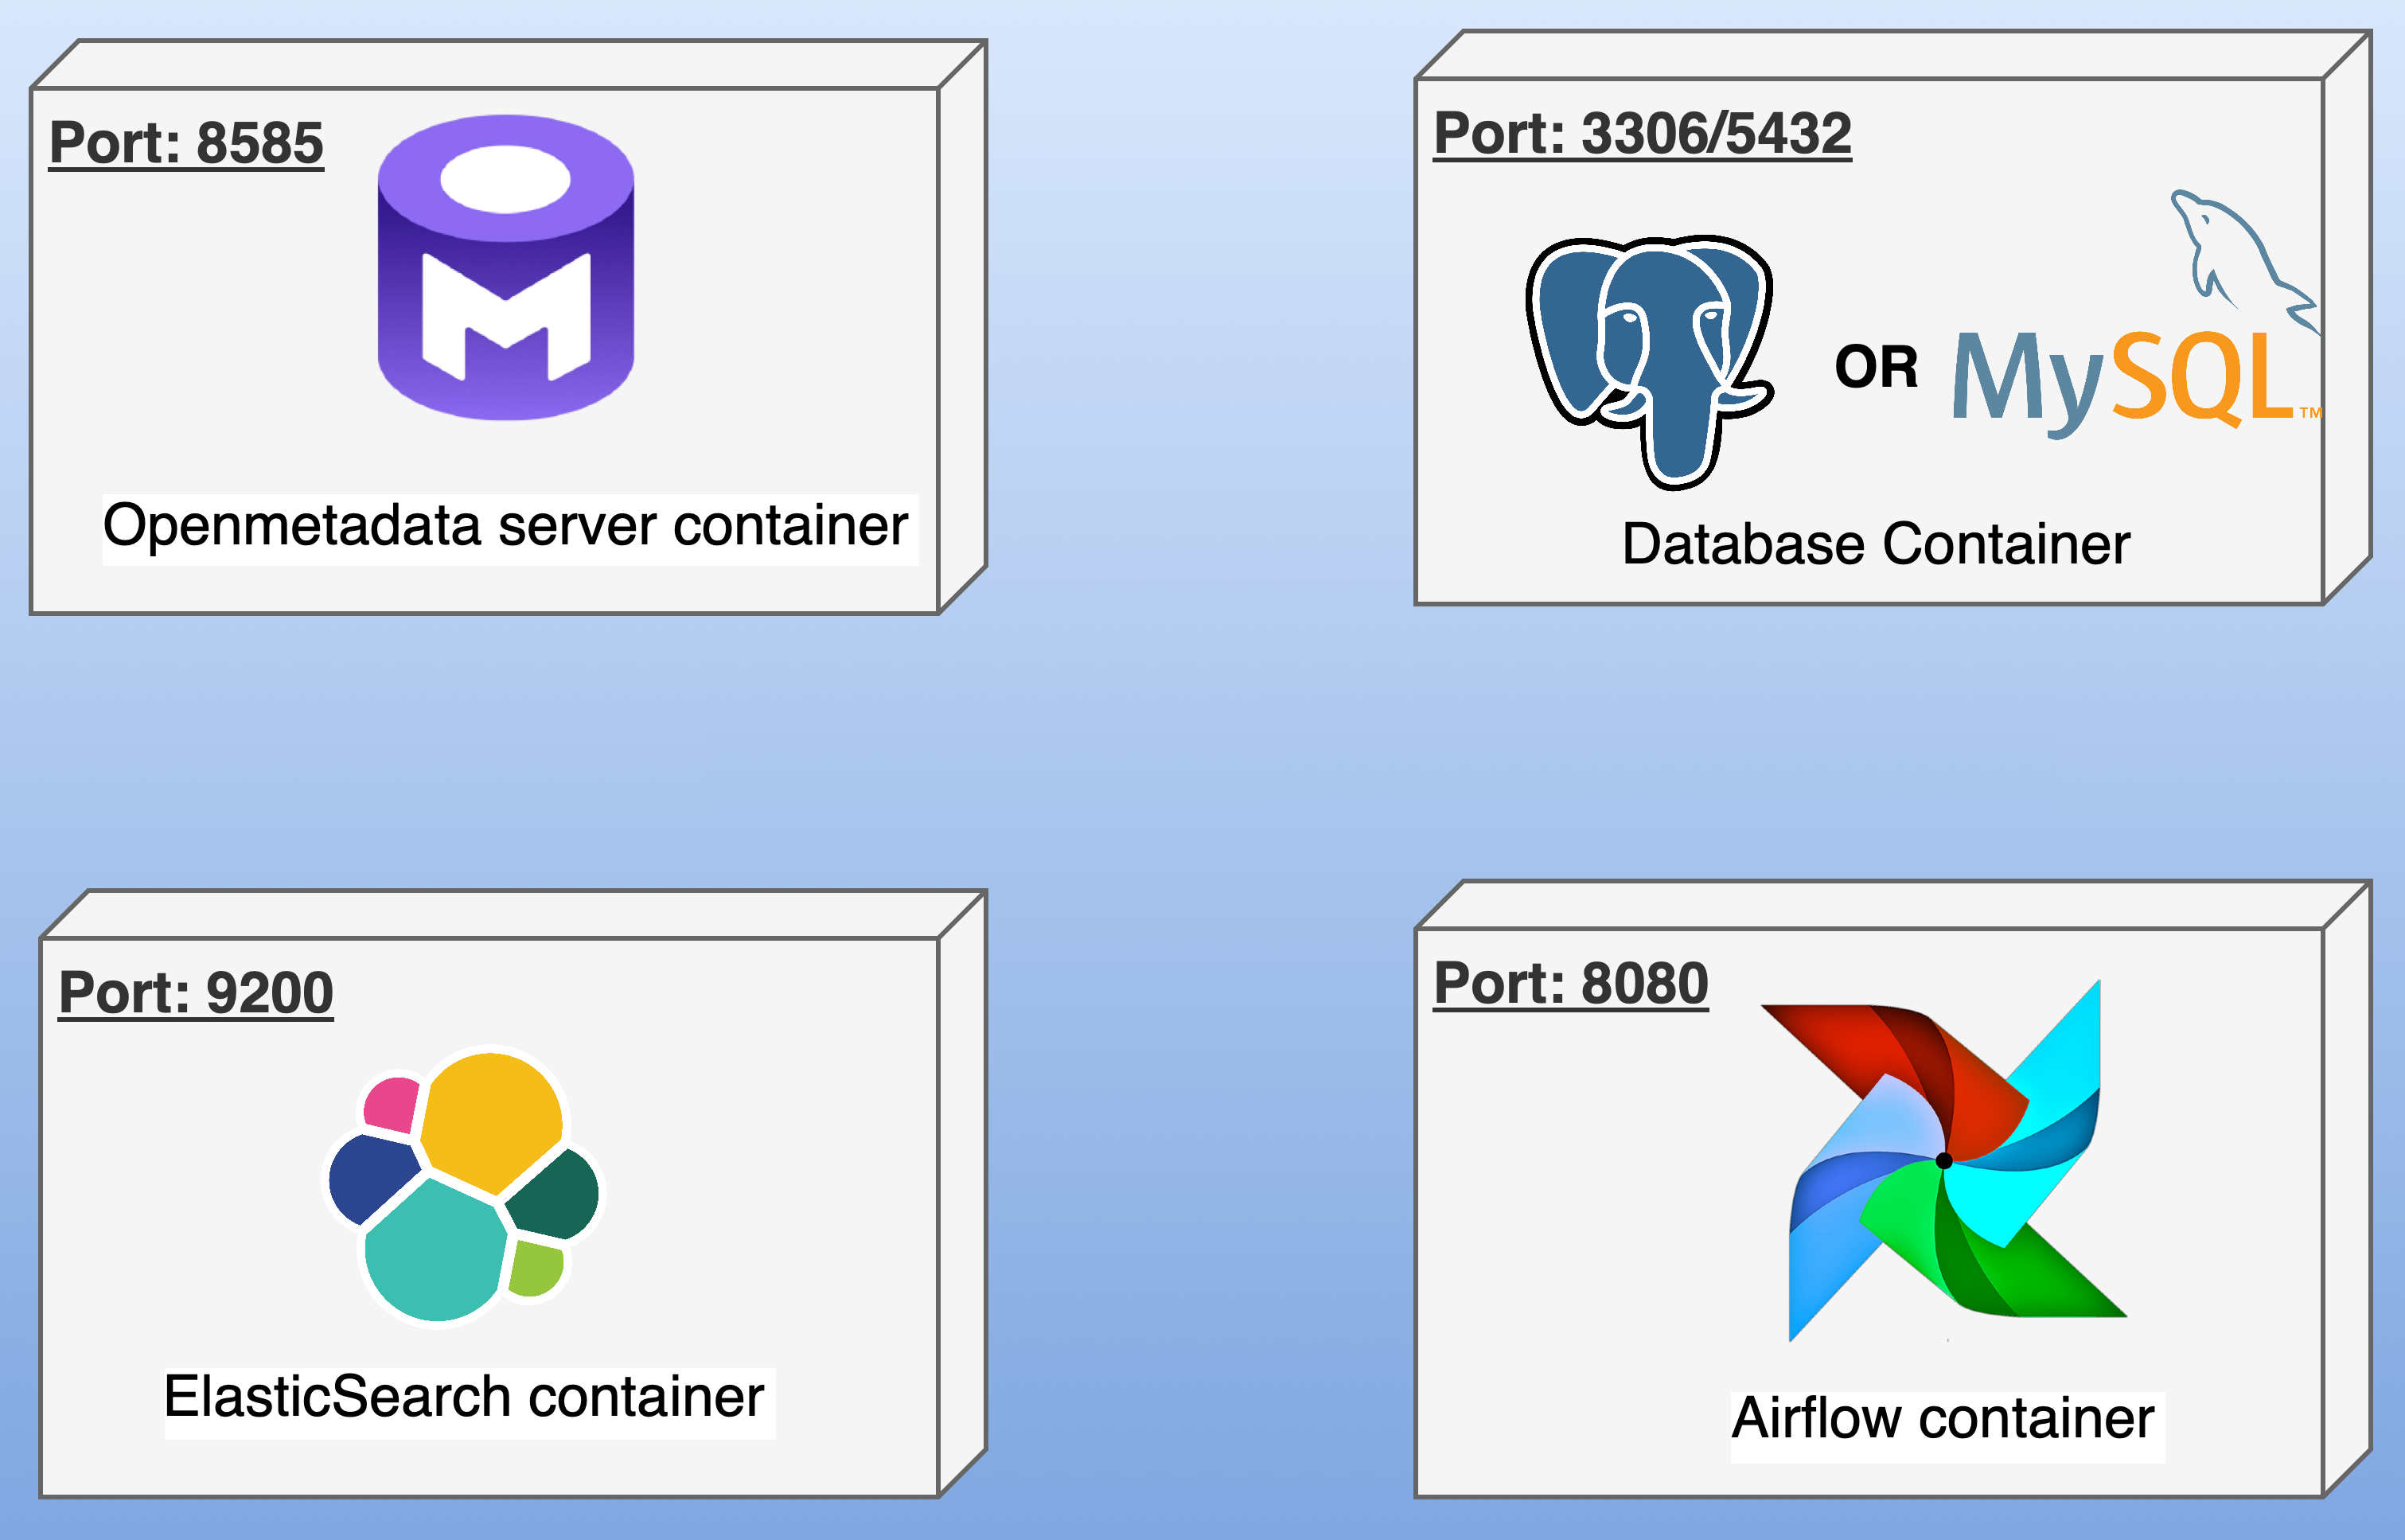 Port: 8585
Openmetadata server container
Port: 3306/5432
OR
MySQL™
Database Container
Port: 9200
ElasticSearch container
Port: 8080
Airflow container